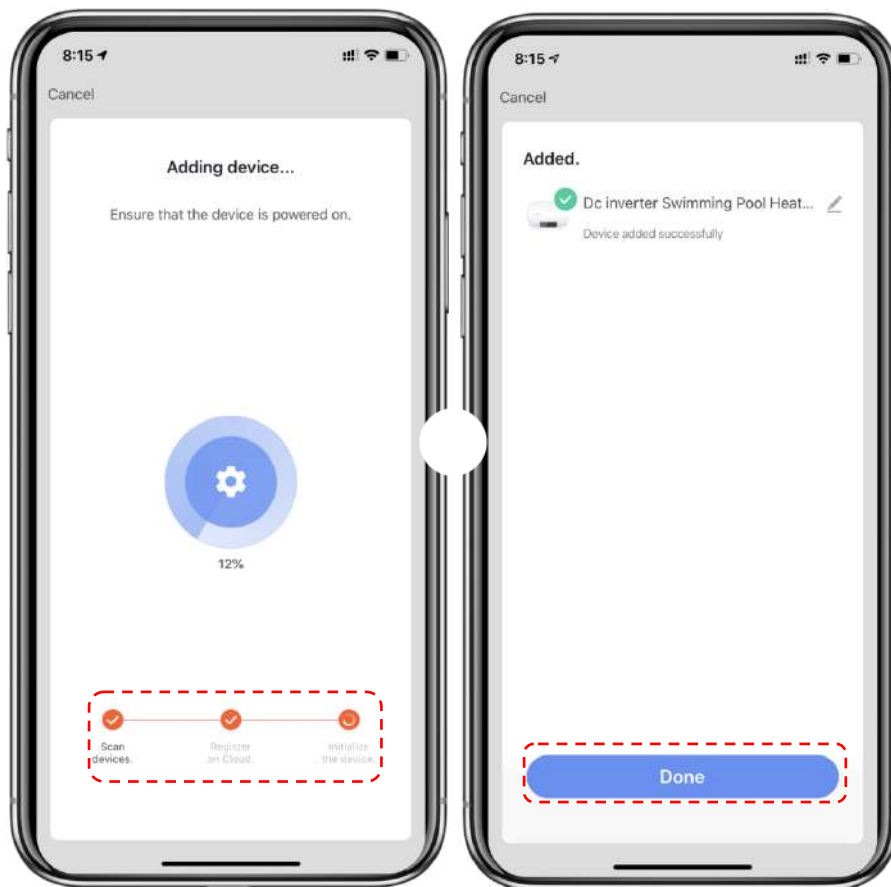 8:15
Cancel
Adding device...
Ensure that the device is powered on.
12%
Scan
devices.
Register
on Cloud.
Initialize
the device.
8:15
Cancel
Added.
Dc inverter Swimming Pool Heat...
Device added successfully
Done